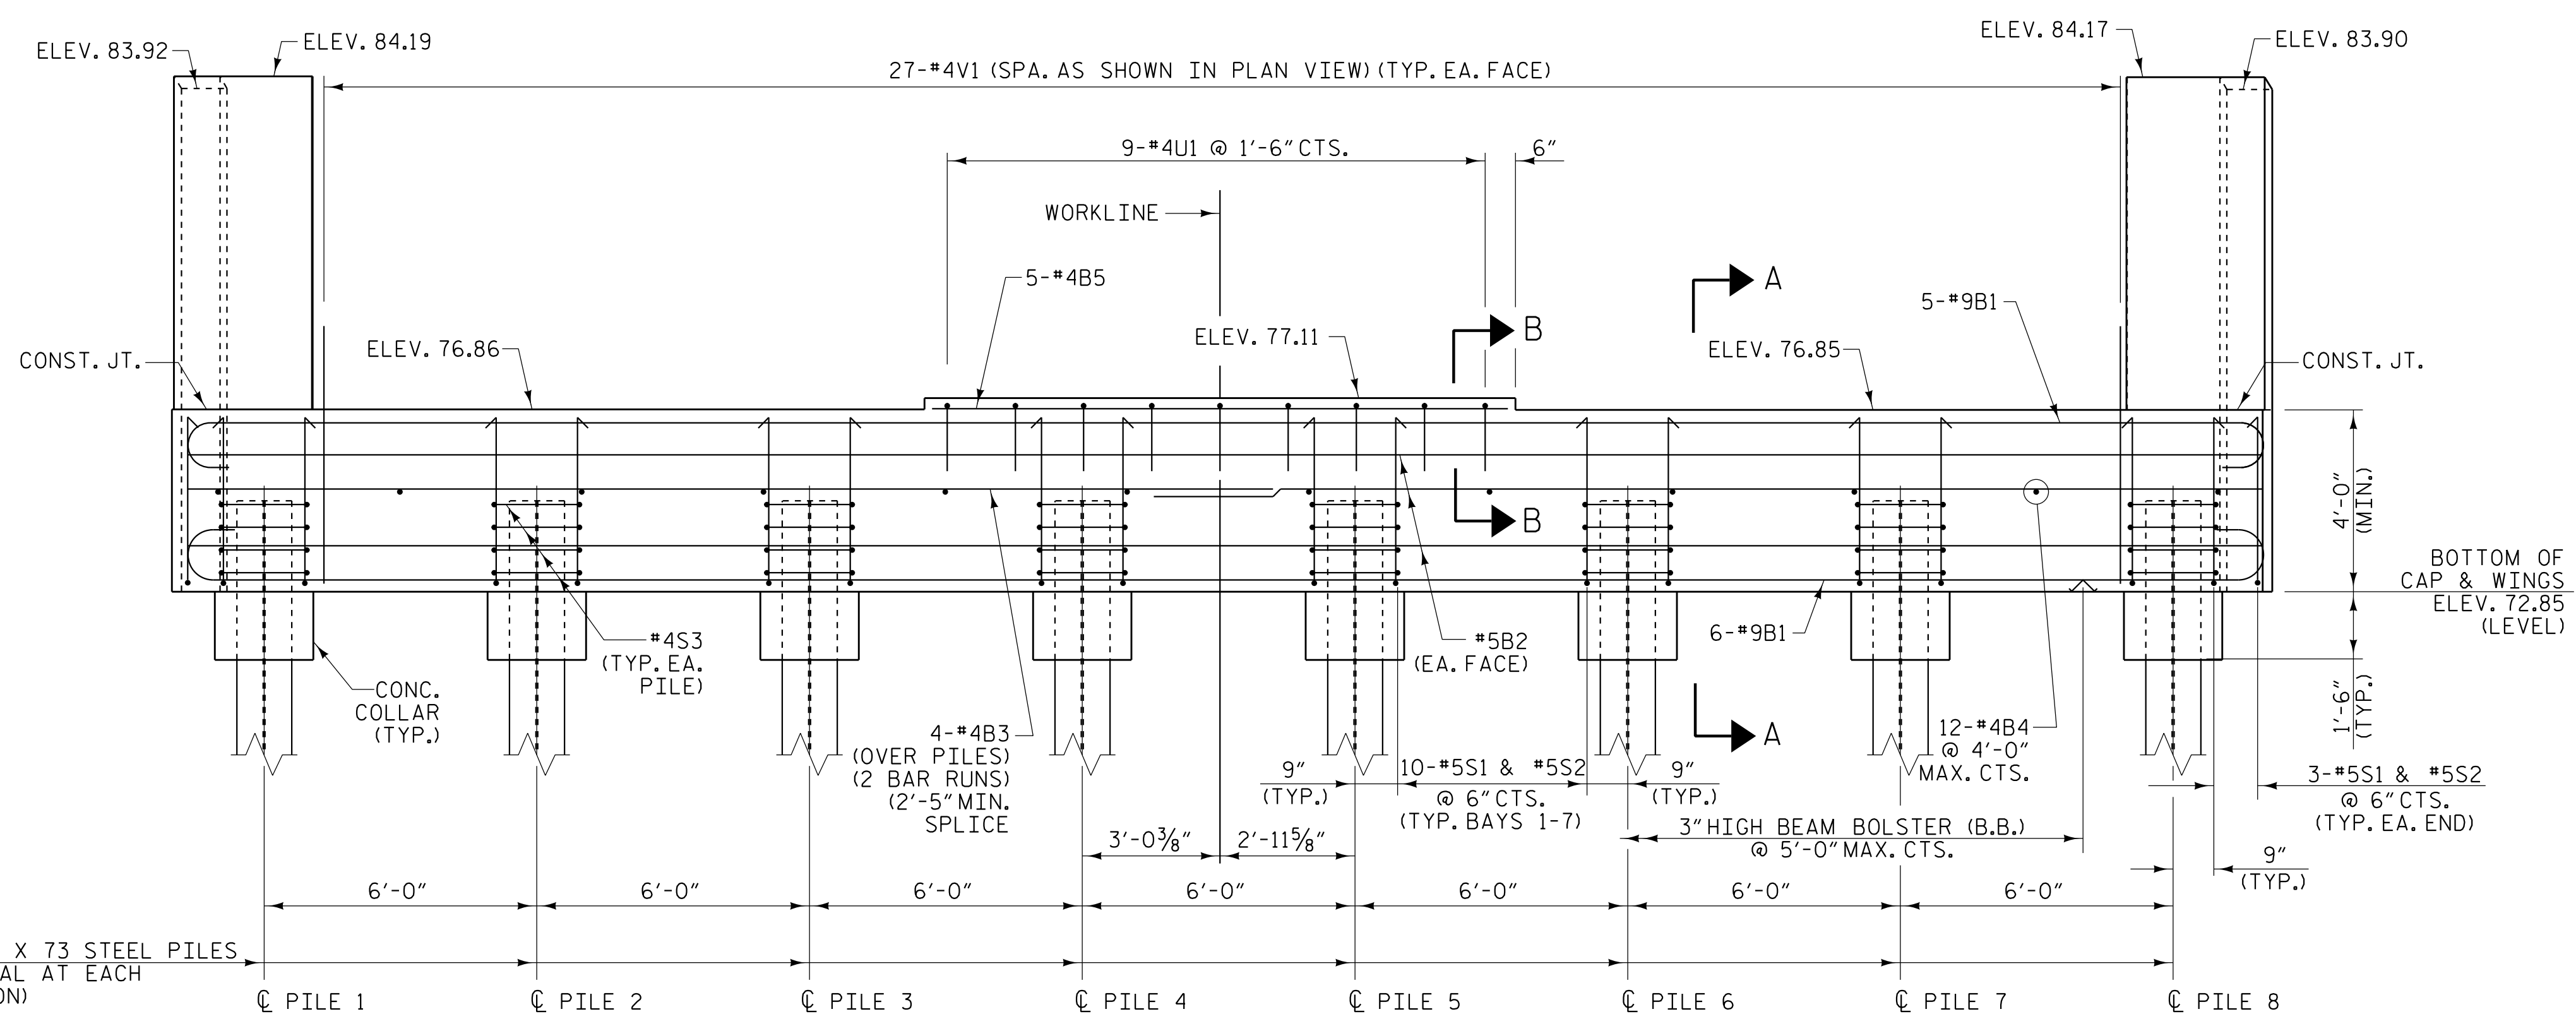 ELEV. 83.92
ELEV. 84.19
27-#4V1 (SPA. AS SHOWN IN PLAN VIEW) (TYP. EA. FACE)
ELEV. 84.17
ELEV. 83.90
9-#4U1 @ 1'-6" CTS.
6"
WORKLINE
5-#4B5
A
5-#9B1
B
CONST. JT.
ELEV. 76.86
ELEV. 77.11
ELEV. 76.85
CONST. JT.
4'-0"
(MIN.)
B
BOTTOM OF
CAP & WINGS
ELEV. 72.85
(LEVEL)
#4S3
(TYP. EA.
PILE)
#5B2
(EA. FACE)
6-#9B1
CONC.
COLLAR
(TYP.)
1'-6"
(TYP.)
4-#4B3
(OVER PILES)
(2 BAR RUNS)
(2'-5" MIN.
SPLICE
A
12-#4B4
@ 4'-0"
MAX. CTS.
9"
(TYP.)
10-#5S1 & #5S2
@ 6" CTS.
(TYP. BAYS 1-7)
9"
(TYP.)
3-#5S1 & #5S2
@ 6" CTS.
(TYP. EA. END)
3'-0⅜"
2'-11⅝"
3" HIGH BEAM BOLSTER (B.B.)
@ 5'-0" MAX. CTS.
9"
(TYP.)
6'-0"
6'-0"
6'-0"
6'-0"
6'-0"
6'-0"
6'-0"
X 73 STEEL PILES
AL AT EACH
ON)
℄ PILE 1
℄ PILE 2
℄ PILE 3
℄ PILE 4
℄ PILE 5
℄ PILE 6
℄ PILE 7
℄ PILE 8